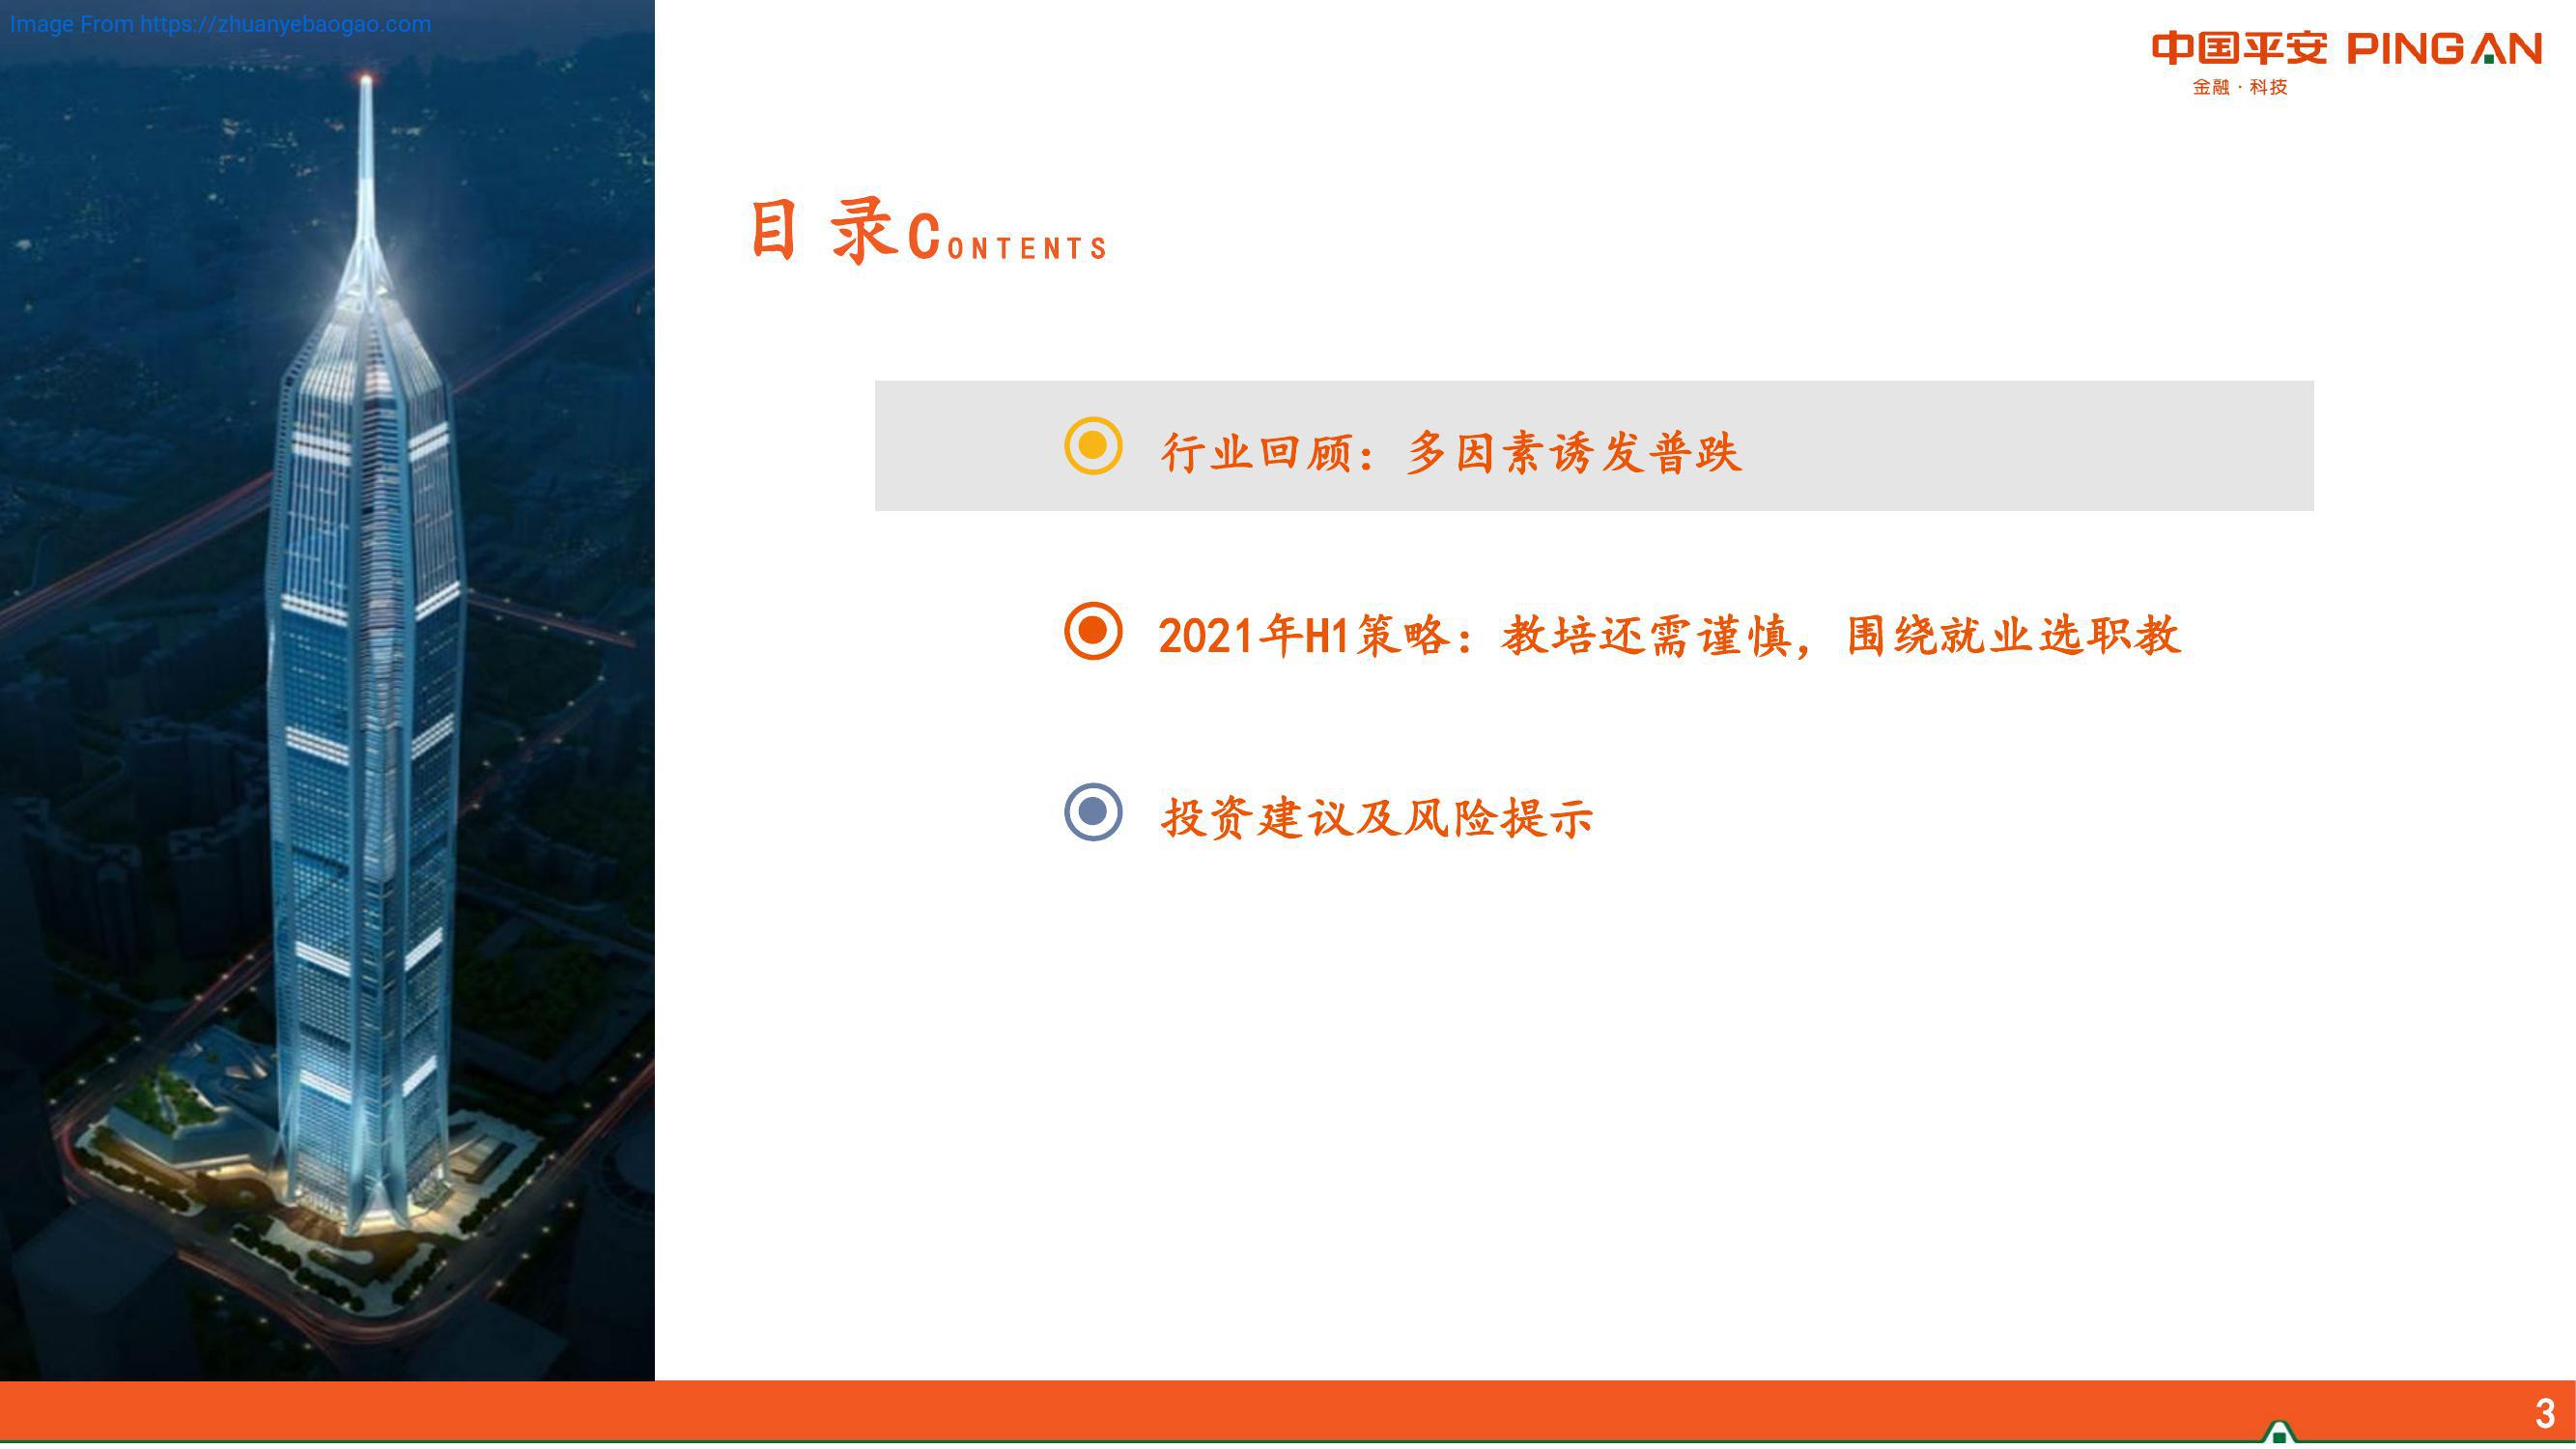 Image From https://zhuanyebaogao.com
中国平安 PINGAN
金融·科技
目录CONTENTS
行业回顾：多因素诱发普跌
2021年H1策略：教培还需谨慎，围绕就业选职教
投资建议及风险提示
3